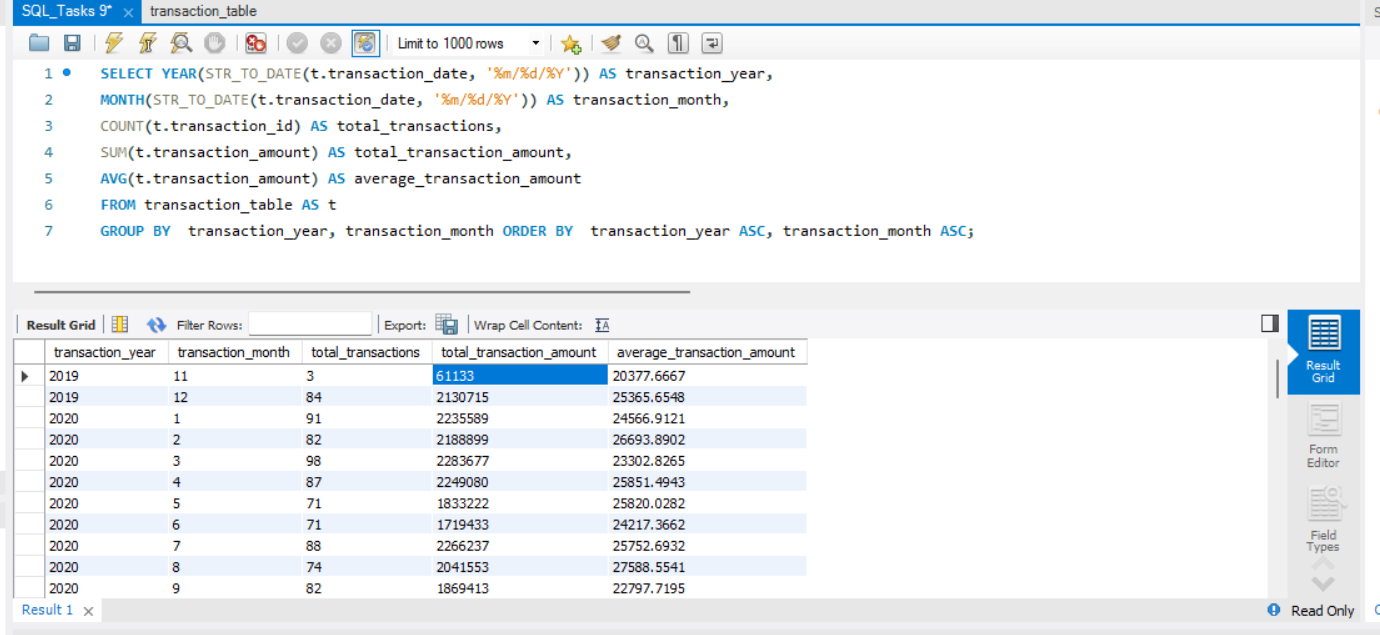 SQL_Tasks 9* × transaction_table S
Limit to 1000 rows
1 SELECT YEAR(STR_TO_DATE(t.transaction_date, '%m/%d/%Y')) AS transaction_year,
2 MONTH(STR_TO_DATE(t.transaction_date, '%m/%d/%Y')) AS transaction_month,
3 COUNT(t.transaction_id) AS total_transactions,
4 SUM(t.transaction_amount) AS total_transaction_amount,
5 AVG(t.transaction_amount) AS average_transaction_amount
6 FROM transaction_table AS t
7 GROUP BY  transaction_year, transaction_month ORDER BY  transaction_year ASC, transaction_month ASC;
Result Grid Filter Rows: Export: Wrap Cell Content: IA
transaction_year transaction_month total_transactions total_transaction_amount average_transaction_amount
2019 11 3 61133 20377.6667
2019 12 84 2130715 25365.6548
2020 1 91 2235589 24566.9121
2020 2 82 2188899 26693.8902
2020 3 98 2283677 23302.8265
2020 4 87 2249080 25851.4943
2020 5 71 1833222 25820.0282
2020 6 71 1719433 24217.3662
2020 7 88 2266237 25752.6932
2020 8 74 2041553 27588.5541
2020 9 82 1869413 22797.7195
Result
Grid
Form
Editor
Field
Types
Result 1 × Read Only